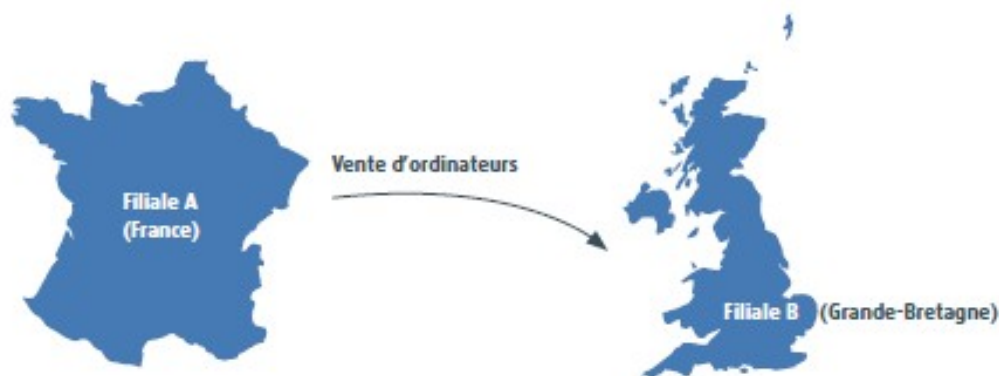 Vente d'ordinateurs
Filiale A
(France)
Filiale B (Grande-Bretagne)